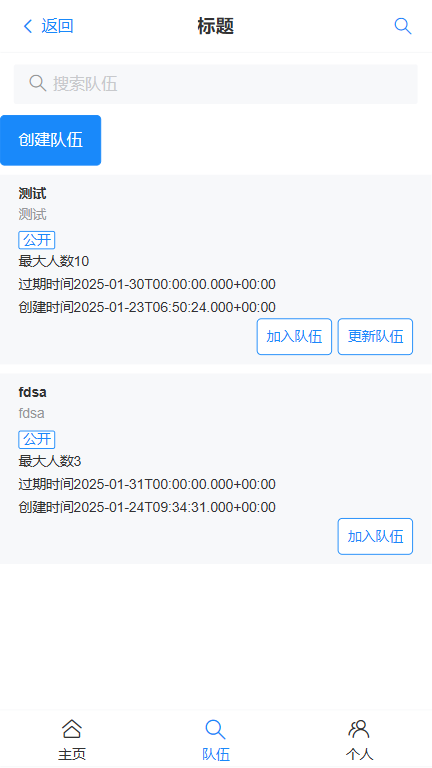 返回
标题
搜索队伍
创建队伍
测试
测试
公开
最大人数10
过期时间2025-01-30T00:00:00.000+00:00
创建时间2025-01-23T06:50:24.000+00:00
加入队伍 更新队伍
fdsa
fdsa
公开
最大人数3
过期时间2025-01-31T00:00:00.000+00:00
创建时间2025-01-24T09:34:31.000+00:00
加入队伍
主页 队伍 个人